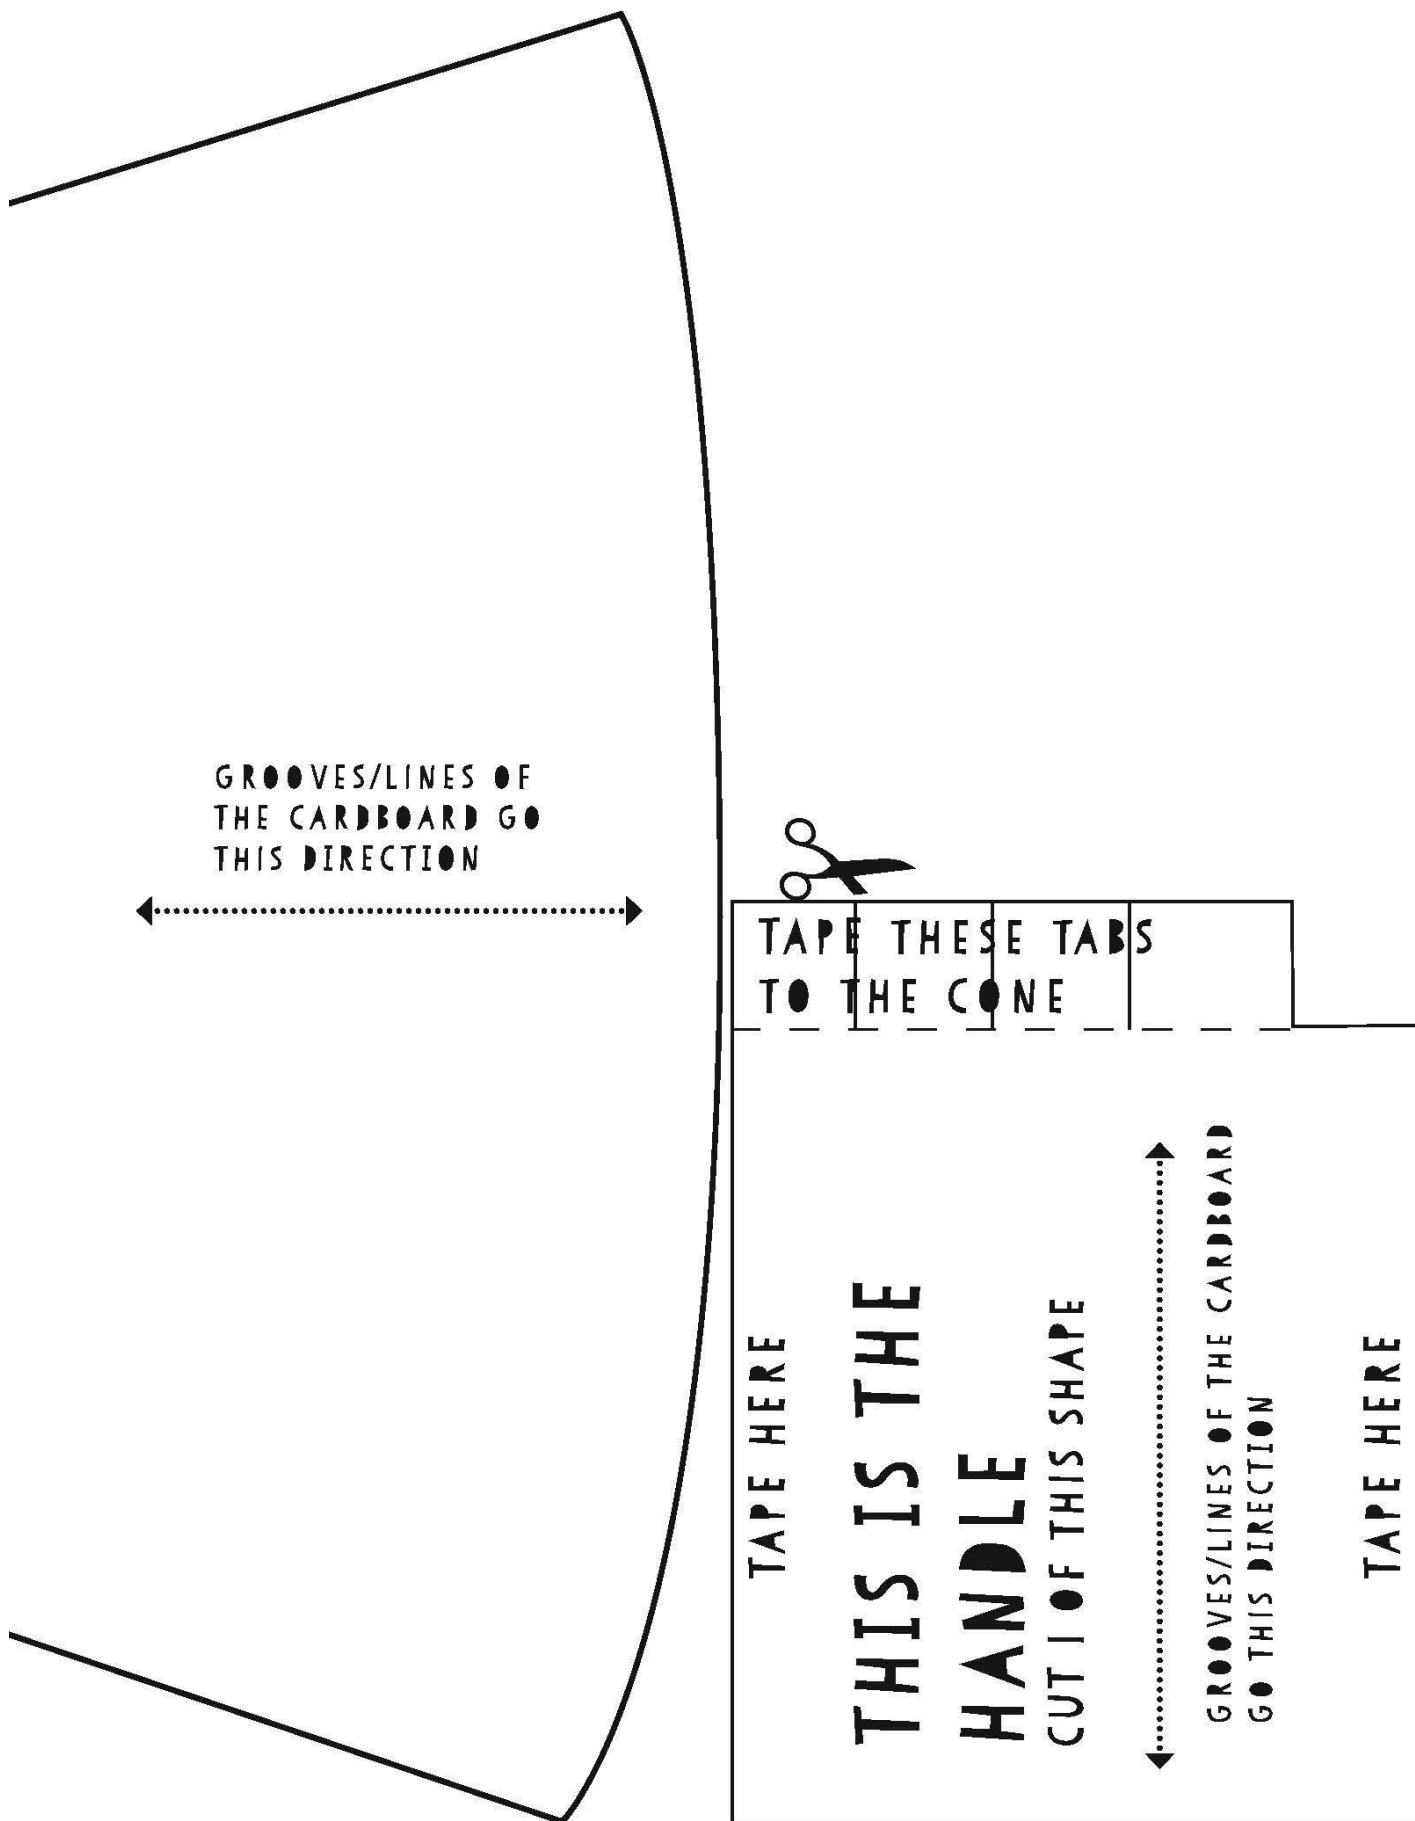 GROOVES/LINES OF
THE CARDBOARD GO
THIS DIRECTION
TAPE THESE TABS
TO THE CONE
TAPE HERE
THIS IS THE
HANDLE
CUT 1 OF THIS SHAPE
GROOVES/LINES OF THE CARDBOARD
GO THIS DIRECTION
TAPE HERE